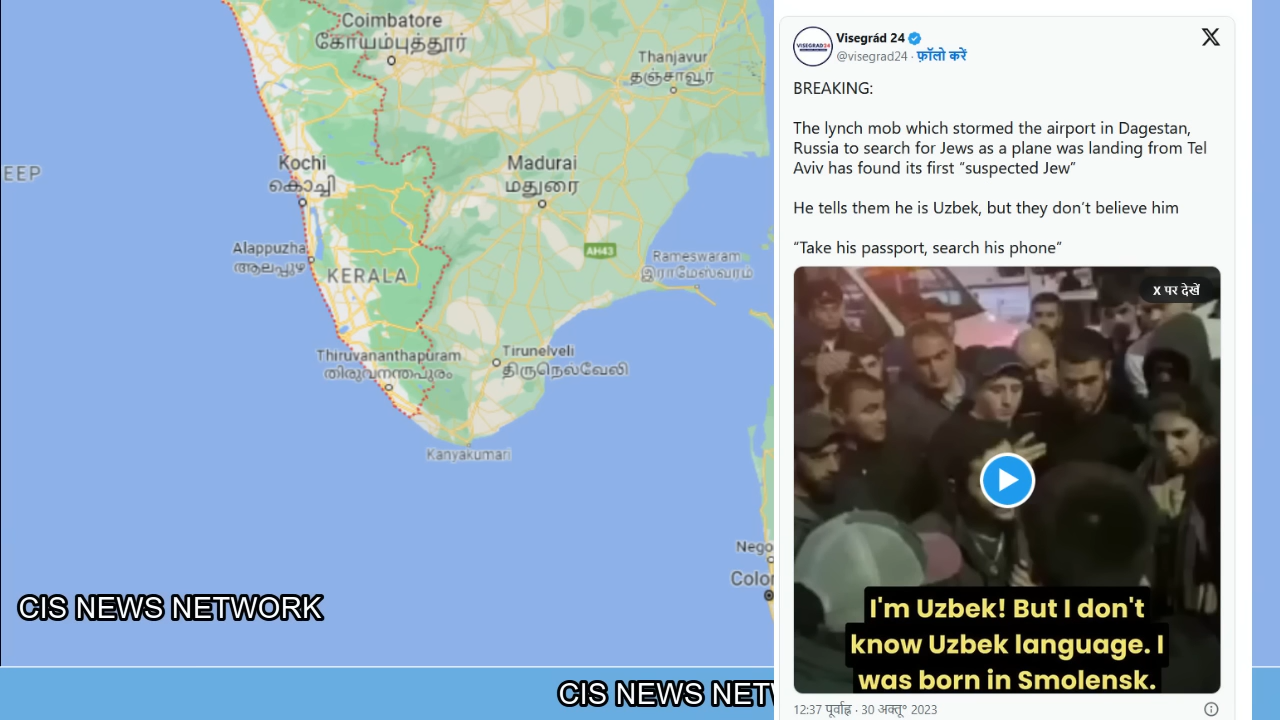 Coimbatore
கோயம்புத்தூர்
Thanjavur
தஞ்சாவூர்
EEP
Kochi
കൊച്ചി
Madurai
மதுரை
Alappuzha
ആലപ്പുഴ
AH43
Rameswaram
இராமேஸ்வரம்
KERALA
Thiruvananthapuram
തിരുവനന്തപുരം
Tirunelveli
திருநெல்வேலி
Kanyakumari
Nego
Color
CIS NEWS NETWORK
CIS NEWS NETW
VISEGRAD24
Visegrád 24
@visegrad24 · फ़ॉलो करें
BREAKING:
The lynch mob which stormed the airport in Dagestan,
Russia to search for Jews as a plane was landing from Tel
Aviv has found its first “suspected Jew”
He tells them he is Uzbek, but they don’t believe him
“Take his passport, search his phone”
X पर देखें
I'm Uzbek! But I don't
know Uzbek language. I
was born in Smolensk.
12:37 पूर्वाह्न · 30 अक्तू॰ 2023